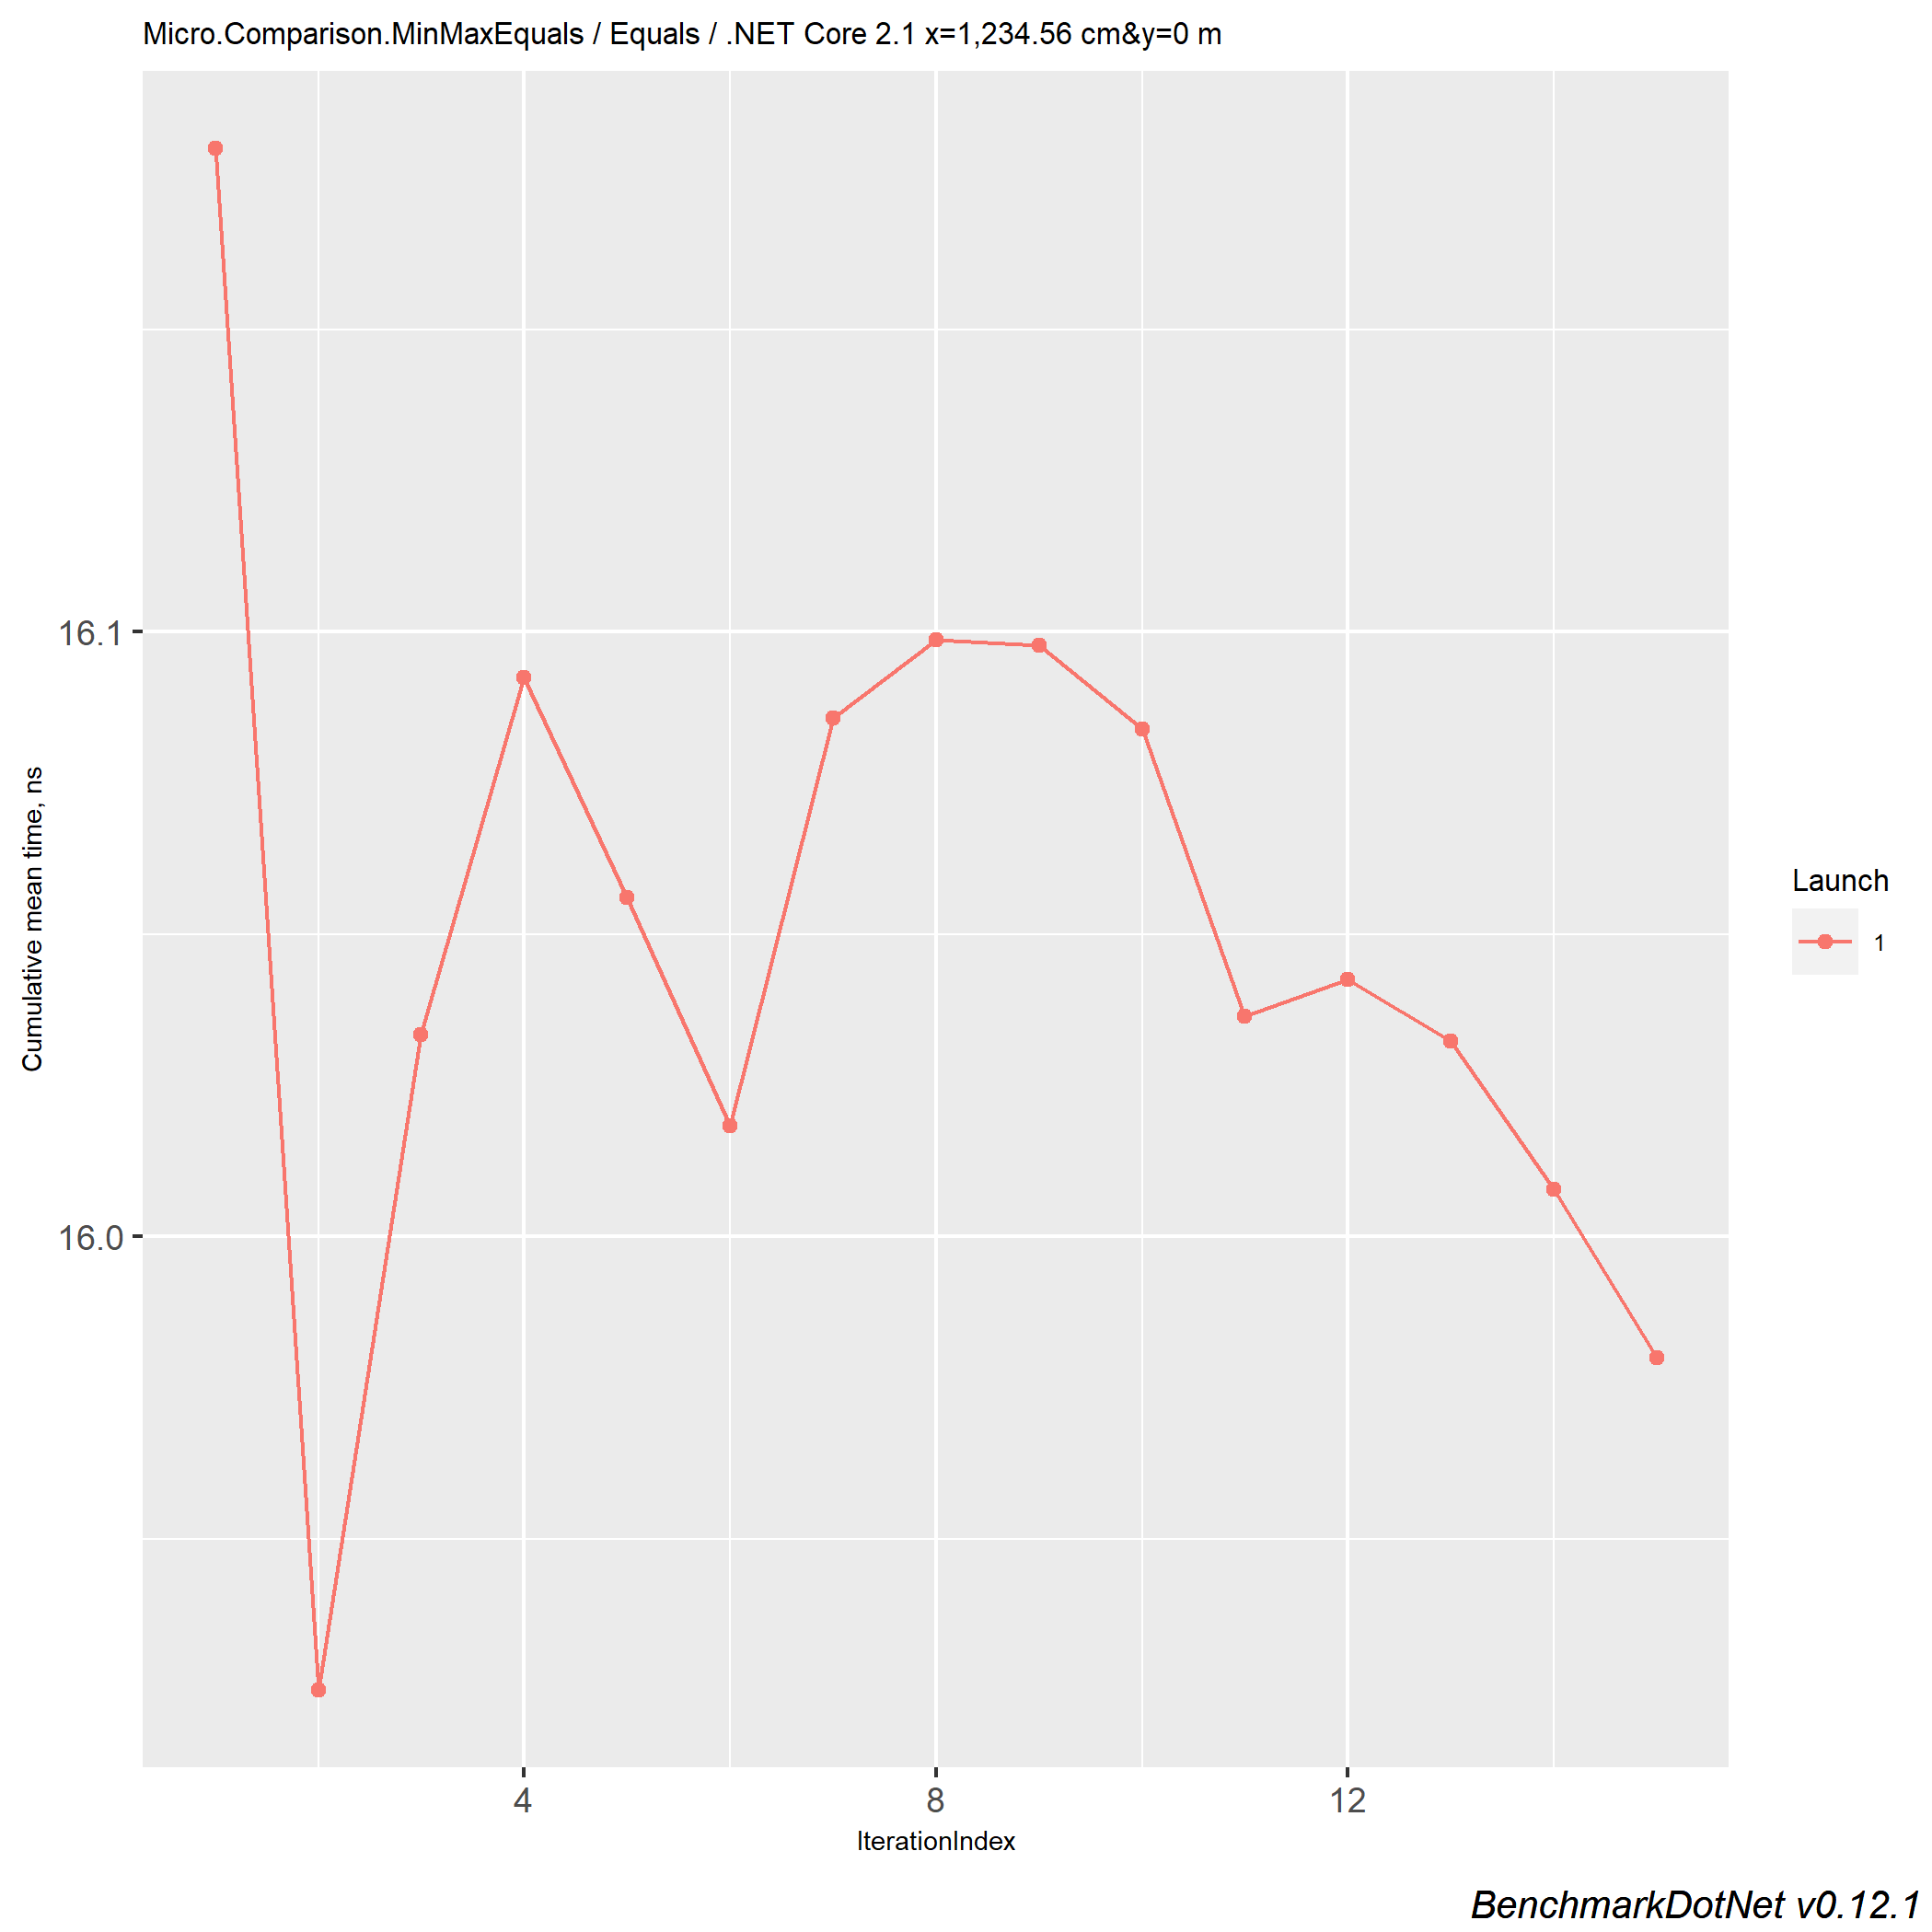 Micro.Comparison.MinMaxEquals / Equals / .NET Core 2.1 x=1,234.56 cm&y=0 m
Cumulative mean time, ns
16.1
16.0
4 8 12
IterationIndex
Launch
1
BenchmarkDotNet v0.12.1